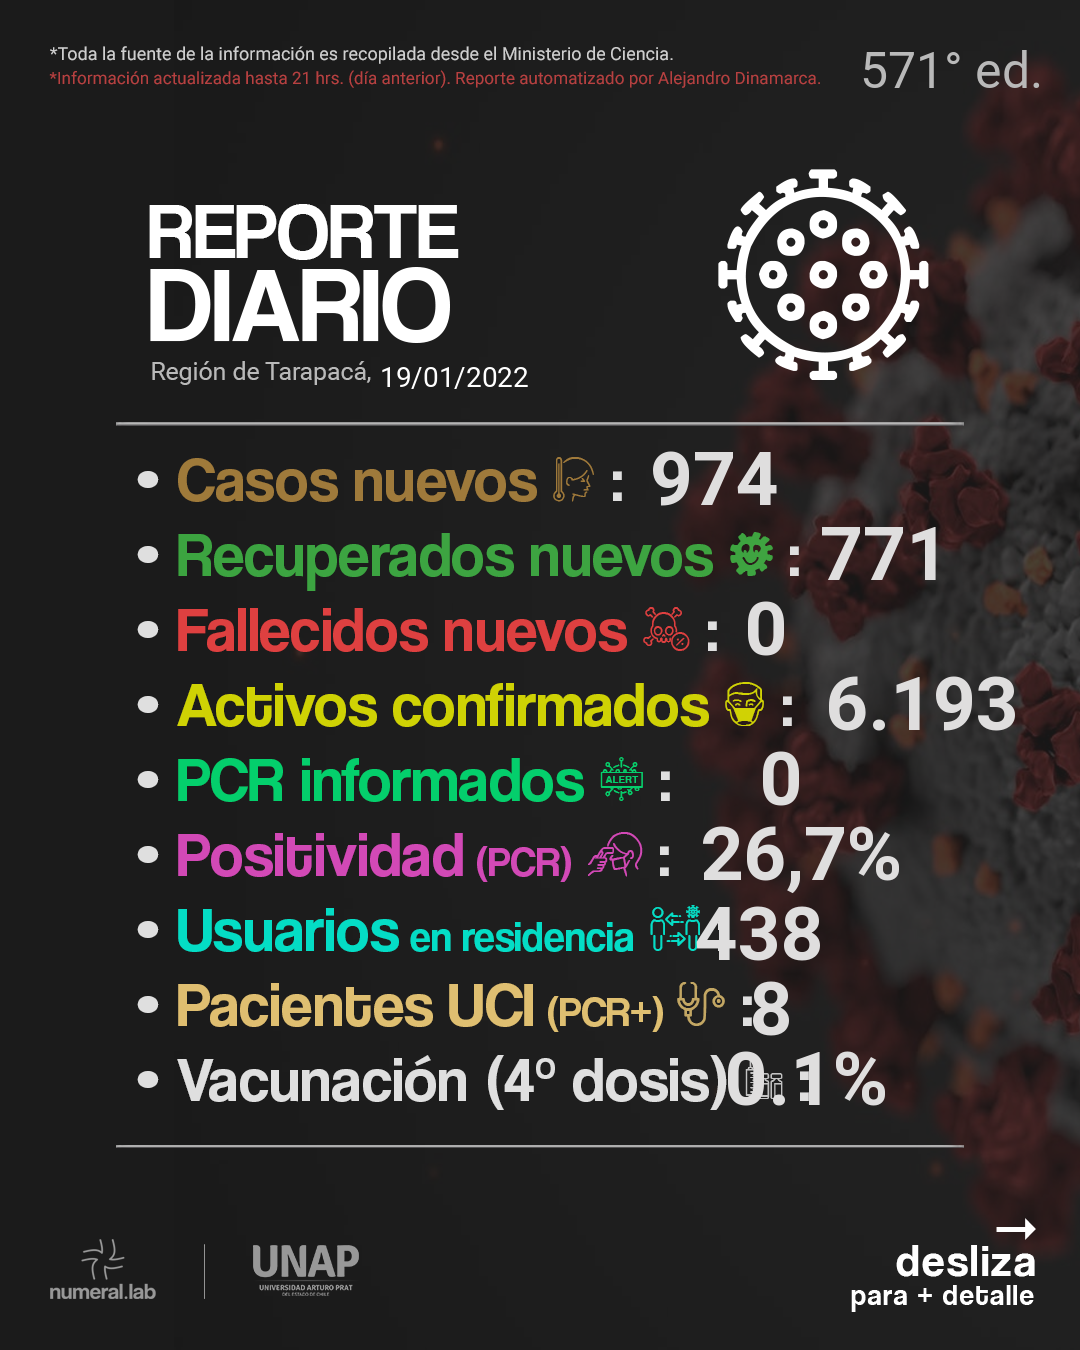 *Toda la fuente de la información es recopilada desde el Ministerio de Ciencia.
*Información actualizada hasta 21 hrs. (día anterior). Reporte automatizado por Alejandro Dinamarca.
571° ed.
REPORTE
DIARIO
Región de Tarapacá, 19/01/2022
• Casos nuevos : 974
• Recuperados nuevos : 771
• Fallecidos nuevos : 0
• Activos confirmados : 6.193
• PCR informados ALERT : 0
• Positividad (PCR) : 26,7%
• Usuarios en residencia 438
• Pacientes UCI (PCR+) :8
• Vacunación (4º dosis) : 0.1%
numeral.lab
UNAP
UNIVERSIDAD ARTURO PRAT
DEL ESTADO DE CHILE
→
desliza
para + detalle